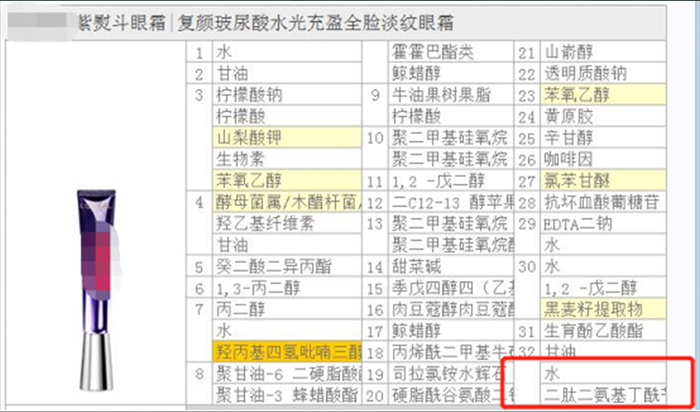 紫熨斗眼霜|复颜玻尿酸水光充盈全脸淡纹眼霜
1 水
2 甘油
3 柠檬酸钠
柠檬酸
山梨酸钾
生物素
苯氧乙醇
4 酵母菌属/木醋杆菌/
羟乙基纤维素
甘油
5 癸二酸二异丙酯
6 1,3-丙二醇
7 丙二醇
水
羟丙基四氢吡喃三醇
8 聚甘油-6 二硬脂酸酯
聚甘油-3 蜂蜡酸酯
霍霍巴酯类
鲸蜡醇
9 牛油果树果脂
柠檬酸
10 聚二甲基硅氧烷
聚二甲基硅氧烷
11 1,2 -戊二醇
12 二C12-13 醇苹果
13 聚二甲基硅氧烷
聚二甲基硅氧烷醇
14 甜菜碱
15 季戊四醇四（乙基
16 肉豆蔻醇肉豆蔻酸
17 鲸蜡醇
18 丙烯酰二甲基牛磺
19 司拉氯铵水辉石
20 硬脂酰谷氨酸二钠
21 山嵛醇
22 透明质酸钠
23 苯氧乙醇
24 黄原胶
25 辛甘醇
26 咖啡因
27 氯苯甘醚
28 抗坏血酸葡糖苷
29 EDTA二钠
水
30 水
1,2 -戊二醇
黑麦籽提取物
31 生育酚乙酸酯
32 甘油
水
二肽二氨基丁酰苄